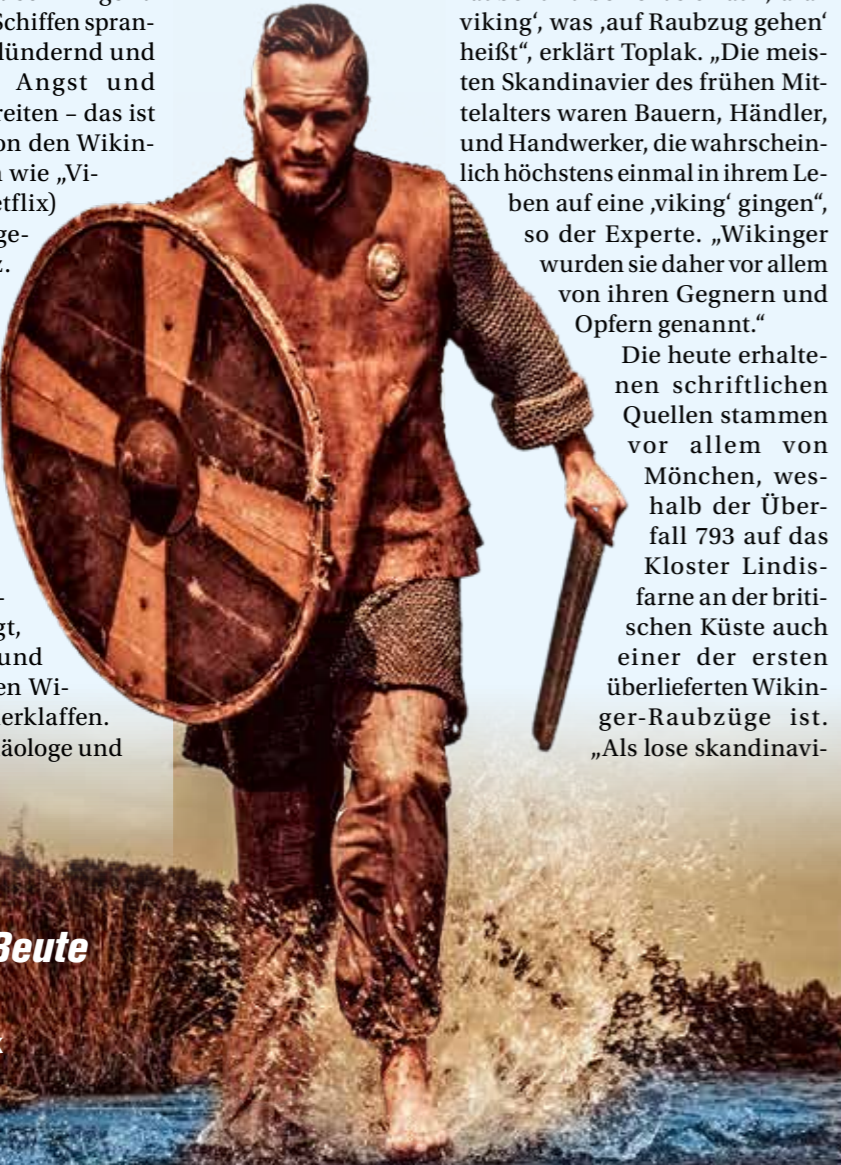 Schiffen spran-
lündernd und
Angst und
reiten – das ist
on den Wikin-
n wie „Vi-
etflix)
ge-
z.
-
gt,
und
en Wi-
erklaffen.
äologe und
Beute
viking‘, was ‚auf Raubzug gehen‘
heißt“, erklärt Toplak. „Die meis-
ten Skandinavier des frühen Mit-
telalters waren Bauern, Händler,
und Handwerker, die wahrschein-
lich höchstens einmal in ihrem Le-
ben auf eine ‚viking‘ gingen“,
so der Experte. „Wikinger
wurden sie daher vor allem
von ihren Gegnern und
Opfern genannt.“
Die heute erhalte-
nen schriftlichen
Quellen stammen
vor allem von
Mönchen, wes-
halb der Über-
fall 793 auf das
Kloster Lindis-
farne an der briti-
schen Küste auch
einer der ersten
überlieferten Wikin-
ger-Raubzüge ist.
„Als lose skandinavi-